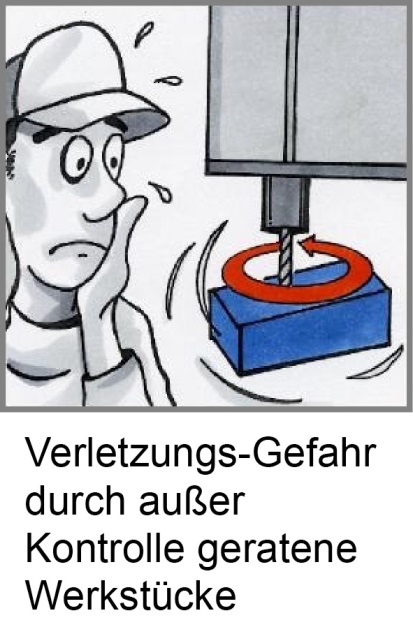 Verletzungs-Gefahr
durch außer
Kontrolle geratene
Werkstücke